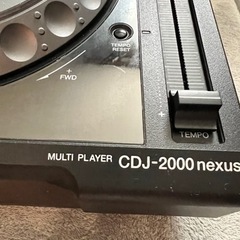 TEMPO
RESET
FWD
+
TEMPO
MULTI PLAYER CDJ-2000nexus